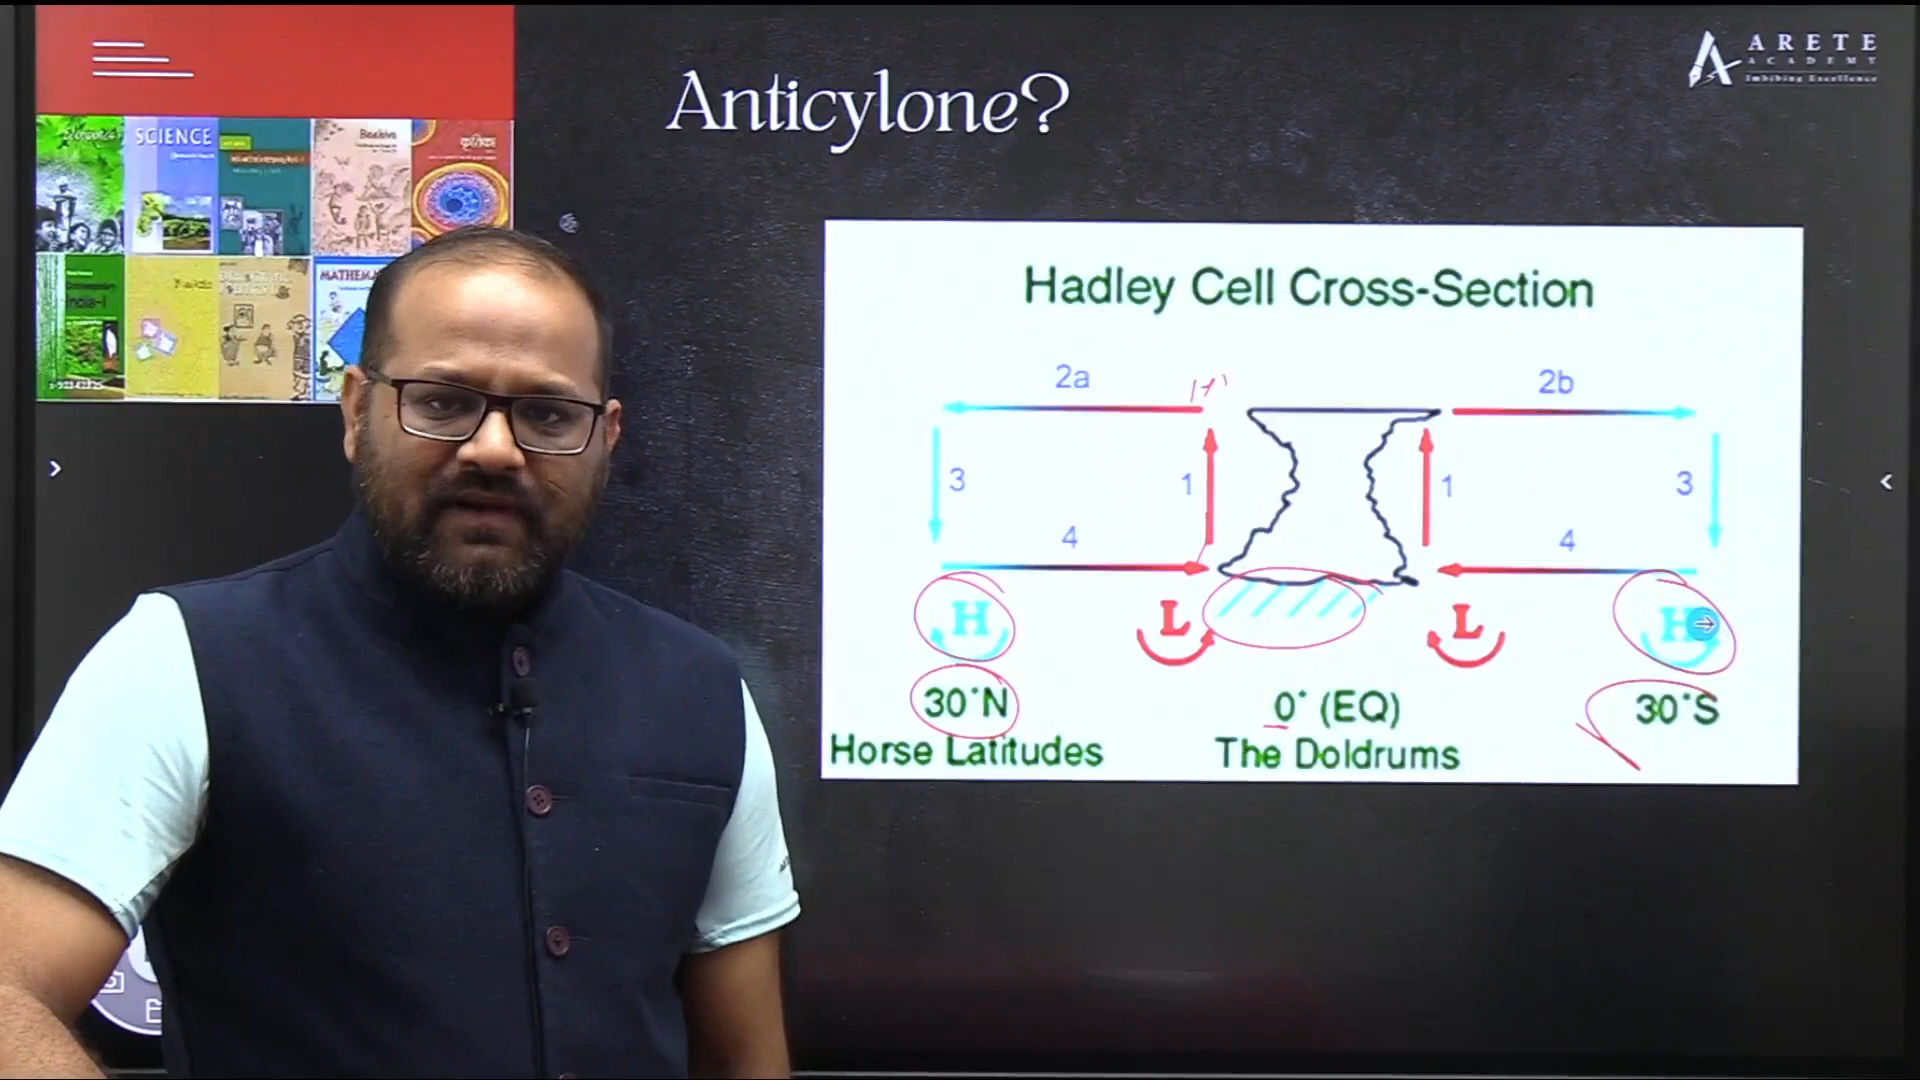 ARETE
ACADEMY
Imbibing Excellence
Anticylone?
SCIENCE
कृतिका
India-I
MATHEMA
Hadley Cell Cross-Section
2a
2b
3
1
1
3
4
4
H
L
L
H
30°N
0° (EQ)
30°S
Horse Latitudes
The Doldrums